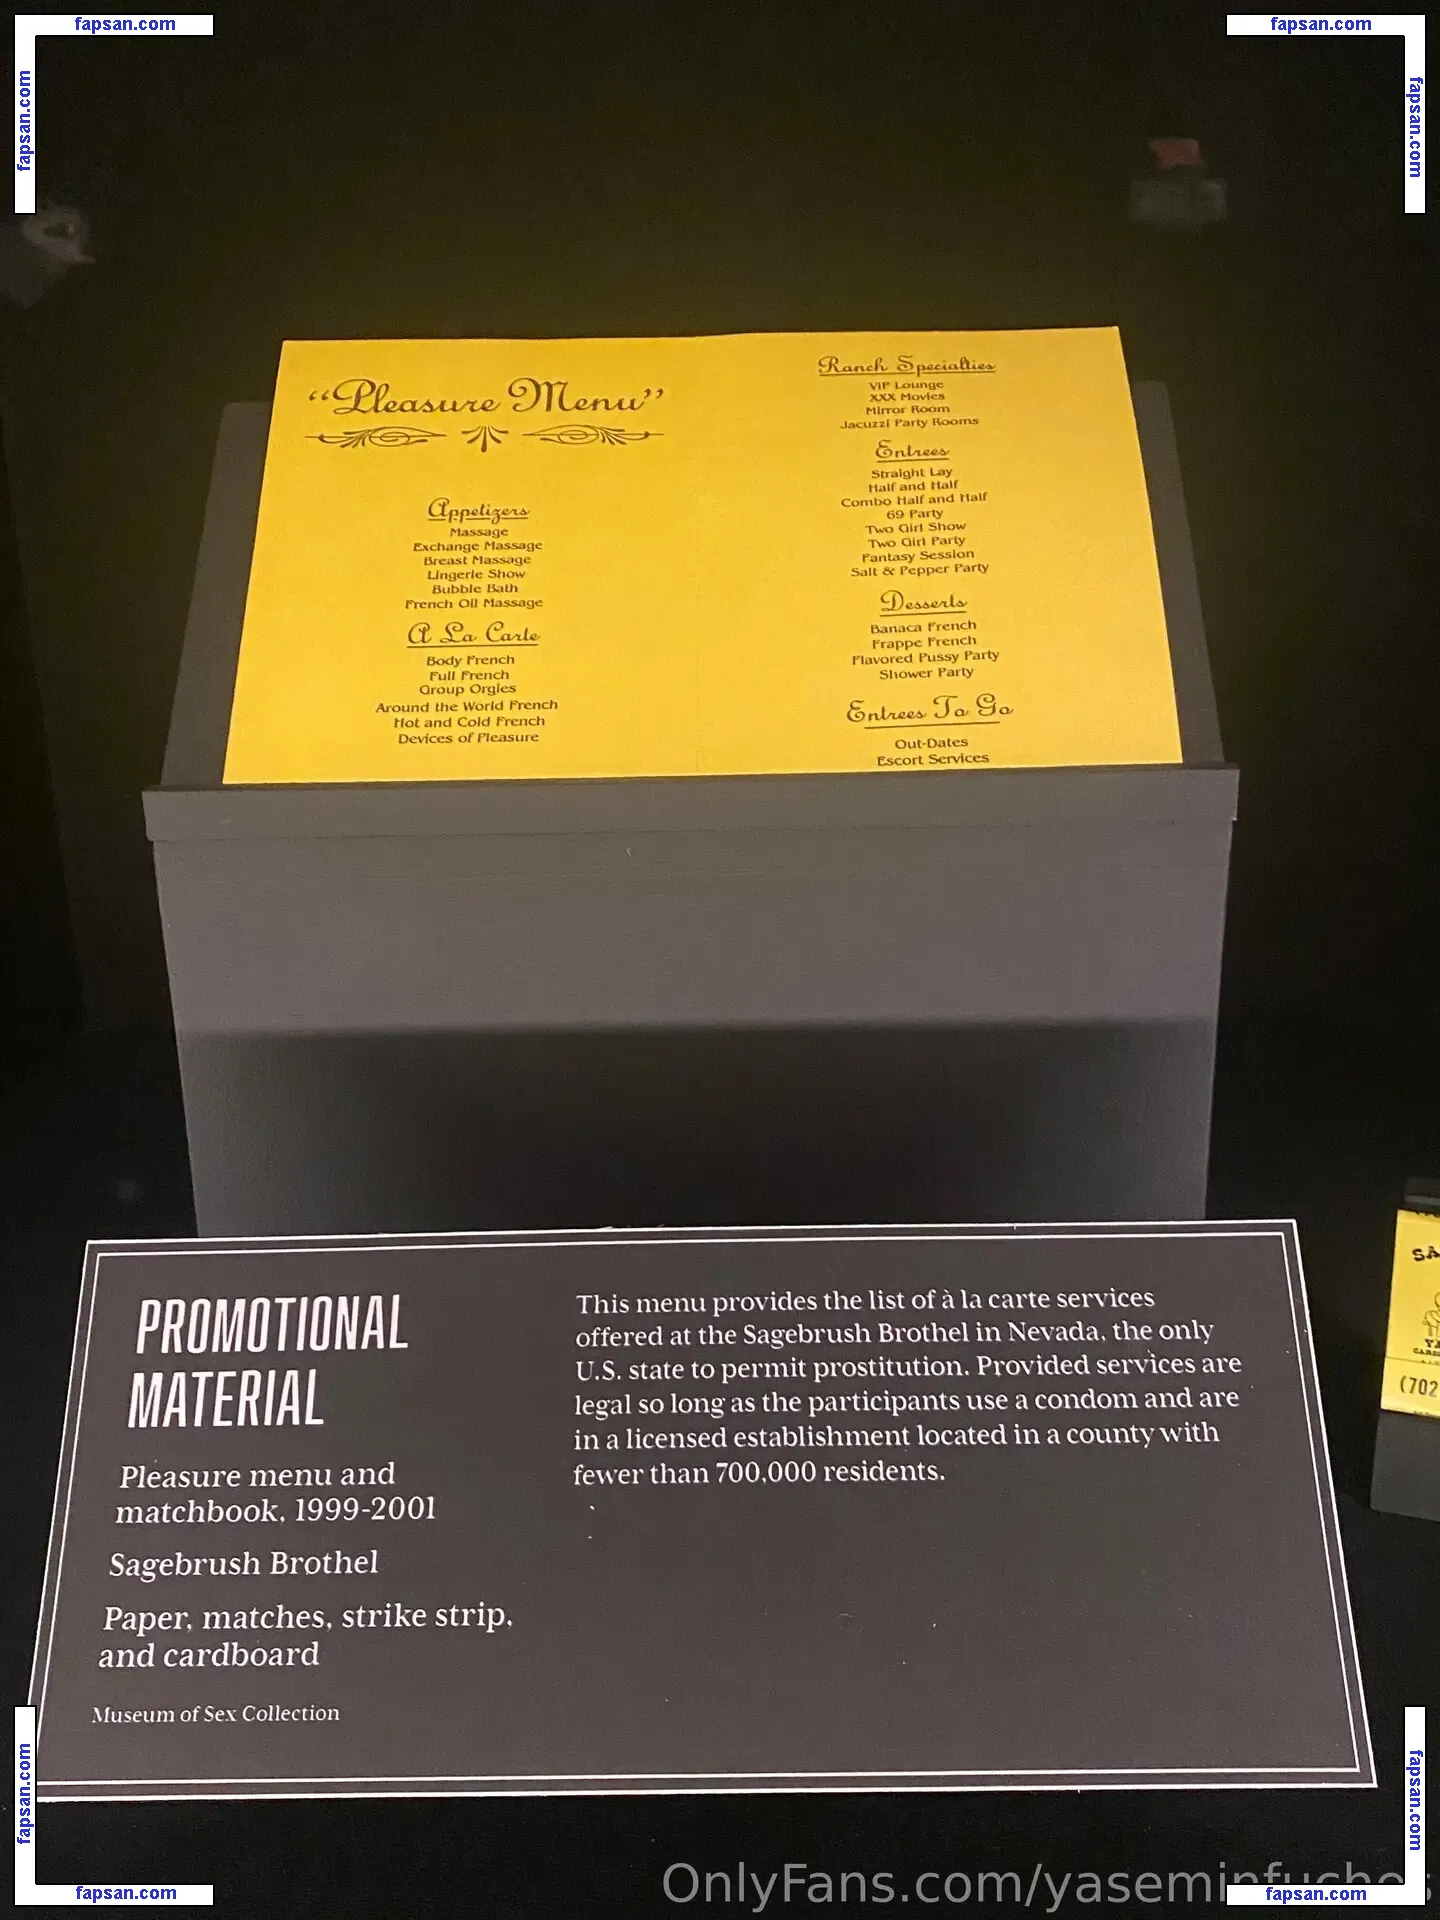 fapsan.com
fapsan.com
fapsan.com
fapsan.com
“Pleasure Menu”
Appetizers
Massage
Exchange Massage
Breast Massage
Lingerie Show
Bubble Bath
French Oil Massage
A La Carte
Body French
Full French
Group Orgies
Around the World French
Hot and Cold French
Devices of Pleasure
Ranch Specialties
VIP Lounge
XXX Movies
Mirror Room
Jacuzzi Party Rooms
Entrees
Straight Lay
Half and Half
Combo Half and Half
69 Party
Two Girl Show
Two Girl Party
Fantasy Session
Salt & Pepper Party
Desserts
Banaca French
Frappe French
Flavored Pussy Party
Shower Party
Entrees To Go
Out-Dates
Escort Services
SA
(702
PROMOTIONAL
MATERIAL
Pleasure menu and
matchbook, 1999-2001
Sagebrush Brothel
Paper, matches, strike strip,
and cardboard
Museum of Sex Collection
This menu provides the list of à la carte services
offered at the Sagebrush Brothel in Nevada, the only
U.S. state to permit prostitution. Provided services are
legal so long as the participants use a condom and are
in a licensed establishment located in a county with
fewer than 700,000 residents.
fapsan.com
fapsan.com
fapsan.com
fapsan.com